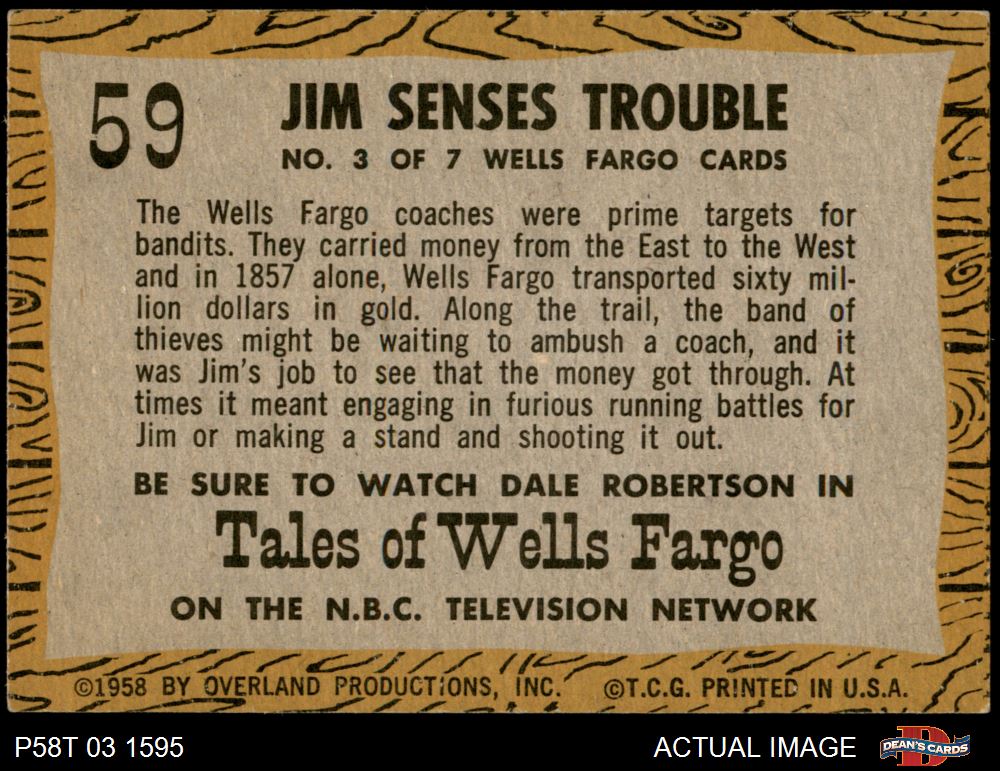 59
JIM SENSES TROUBLE
NO. 3 OF 7 WELLS FARGO CARDS
The Wells Fargo coaches were prime targets for
bandits. They carried money from the East to the West
and in 1857 alone, Wells Fargo transported sixty mil-
lion dollars in gold. Along the trail, the band of
thieves might be waiting to ambush a coach, and it
was Jim's job to see that the money got through. At
times it meant engaging in furious running battles for
Jim or making a stand and shooting it out.
BE SURE TO WATCH DALE ROBERTSON IN
Tales of Wells Fargo
ON THE N.B.C. TELEVISION NETWORK
©1958 BY OVERLAND PRODUCTIONS, INC. ©T.C.G. PRINTED IN U.S.A.
P58T 03 1595 ACTUAL IMAGE DEAN'S CARDS